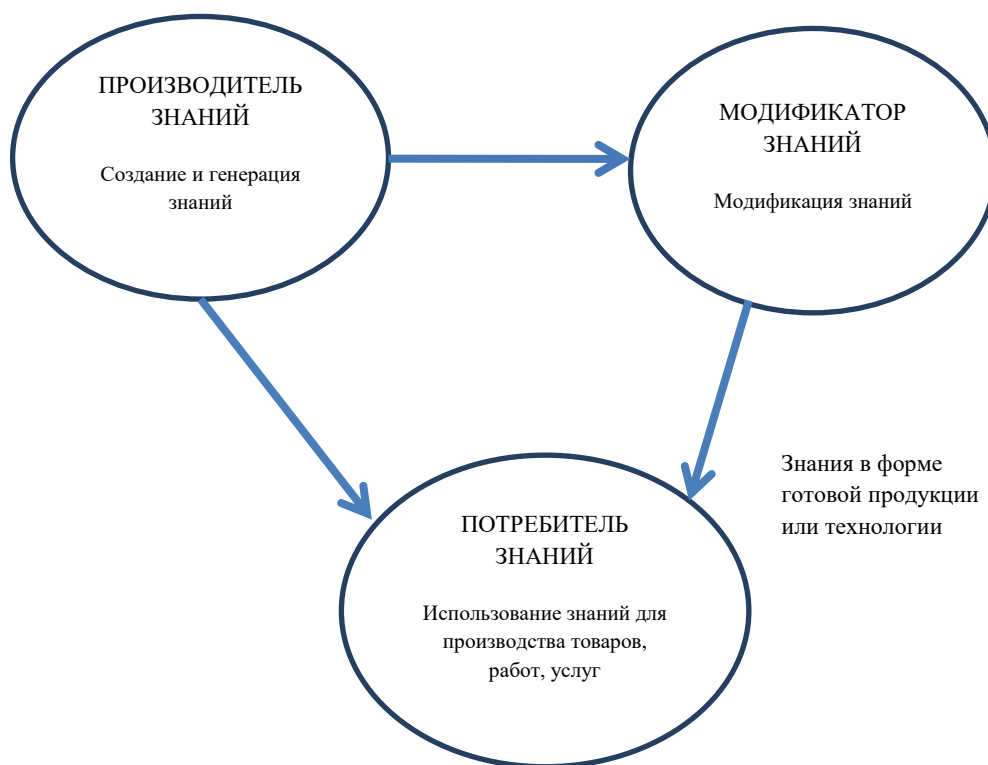 ПРОИЗВОДИТЕЛЬ
ЗНАНИЙ
Создание и генерация
знаний
МОДИФИКАТОР
ЗНАНИЙ
Модификация знаний
Знания в форме
готовой продукции
или технологии
ПОТРЕБИТЕЛЬ
ЗНАНИЙ
Использование знаний для
производства товаров,
работ, услуг